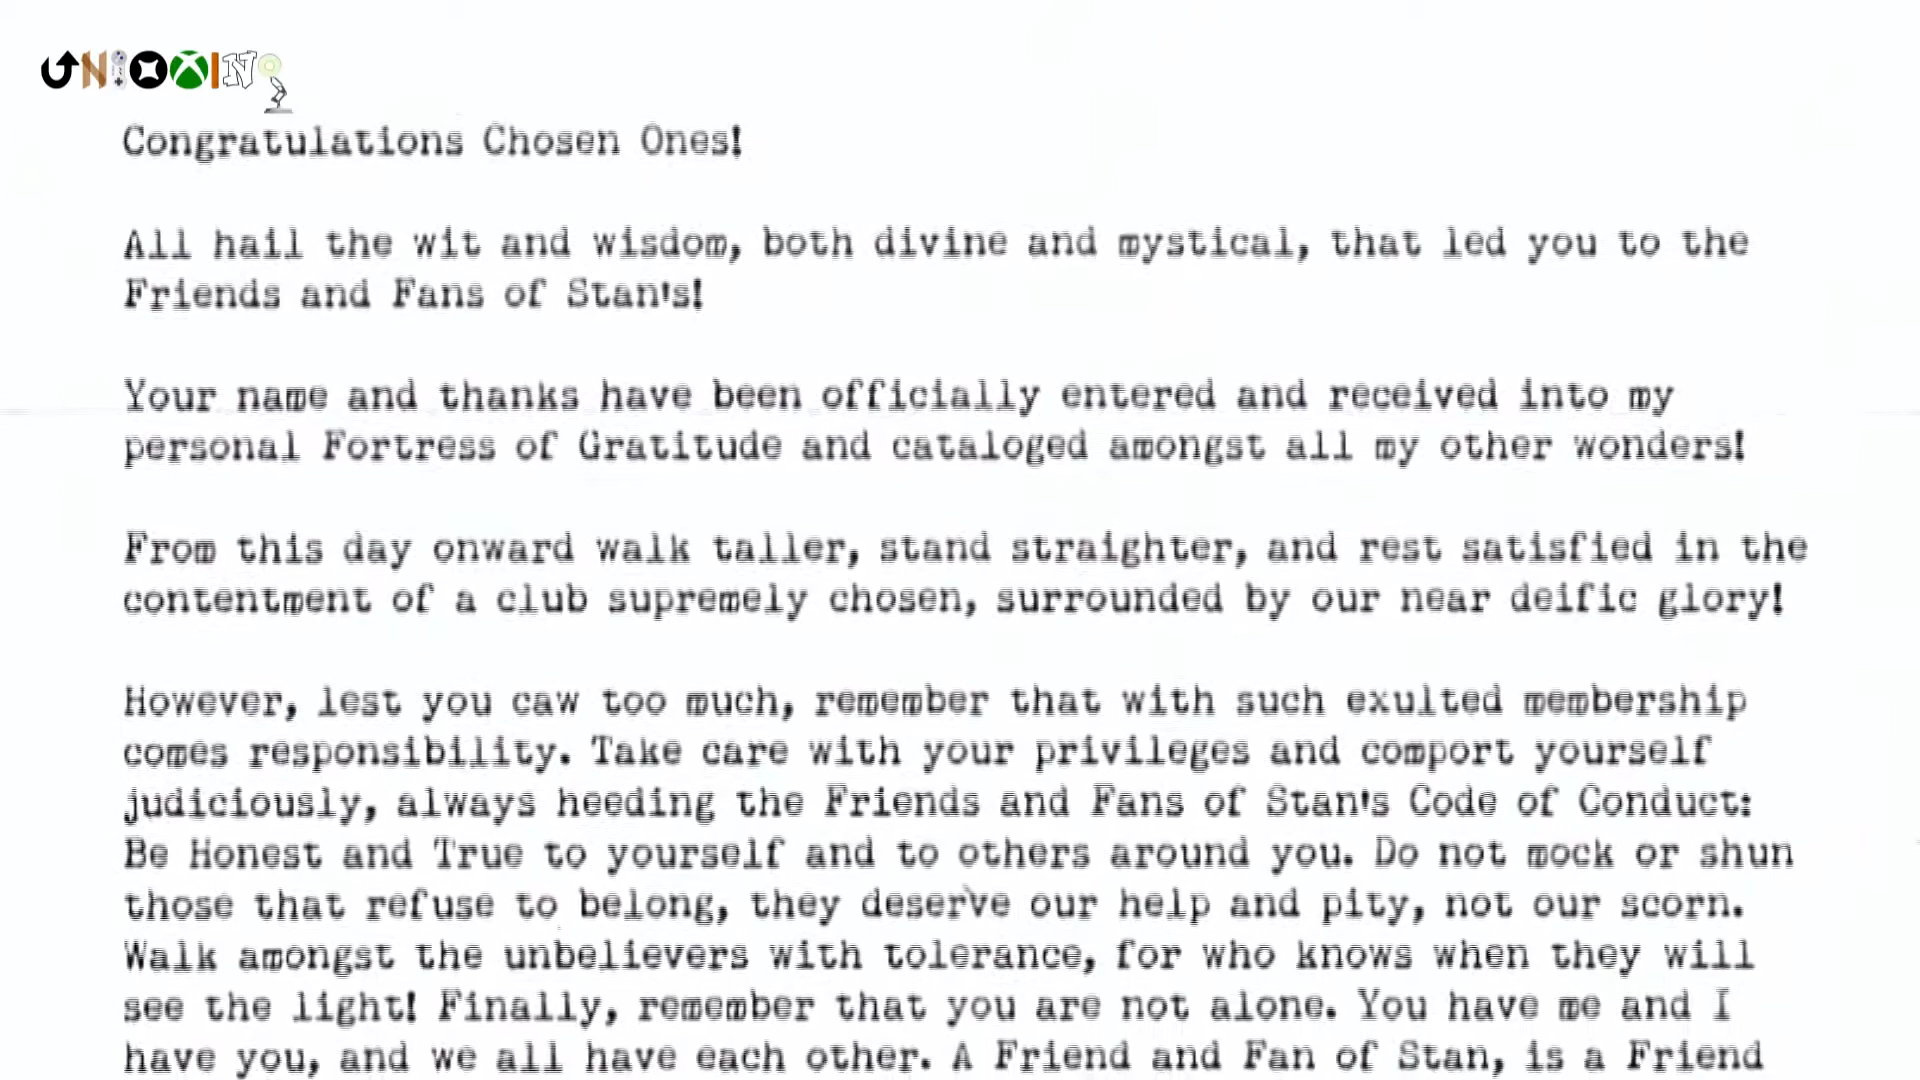 UNiOXIN
Congratulations Chosen Ones!
All hail the wit and wisdom, both divine and mystical, that led you to the
Friends and Fans of Stan's!
Your name and thanks have been officially entered and received into my
personal Fortress of Gratitude and cataloged amongst all my other wonders!
From this day onward walk taller, stand straighter, and rest satisfied in the
contentment of a club supremely chosen, surrounded by our near deific glory!
However, lest you caw too much, remember that with such exulted membership
comes responsibility. Take care with your privileges and comport yourself
judiciously, always heeding the Friends and Fans of Stan's Code of Conduct:
Be Honest and True to yourself and to others around you. Do not mock or shun
those that refuse to belong, they deserve our help and pity, not our scorn.
Walk amongst the unbelievers with tolerance, for who knows when they will
see the light! Finally, remember that you are not alone. You have me and I
have you, and we all have each other. A Friend and Fan of Stan, is a Friend